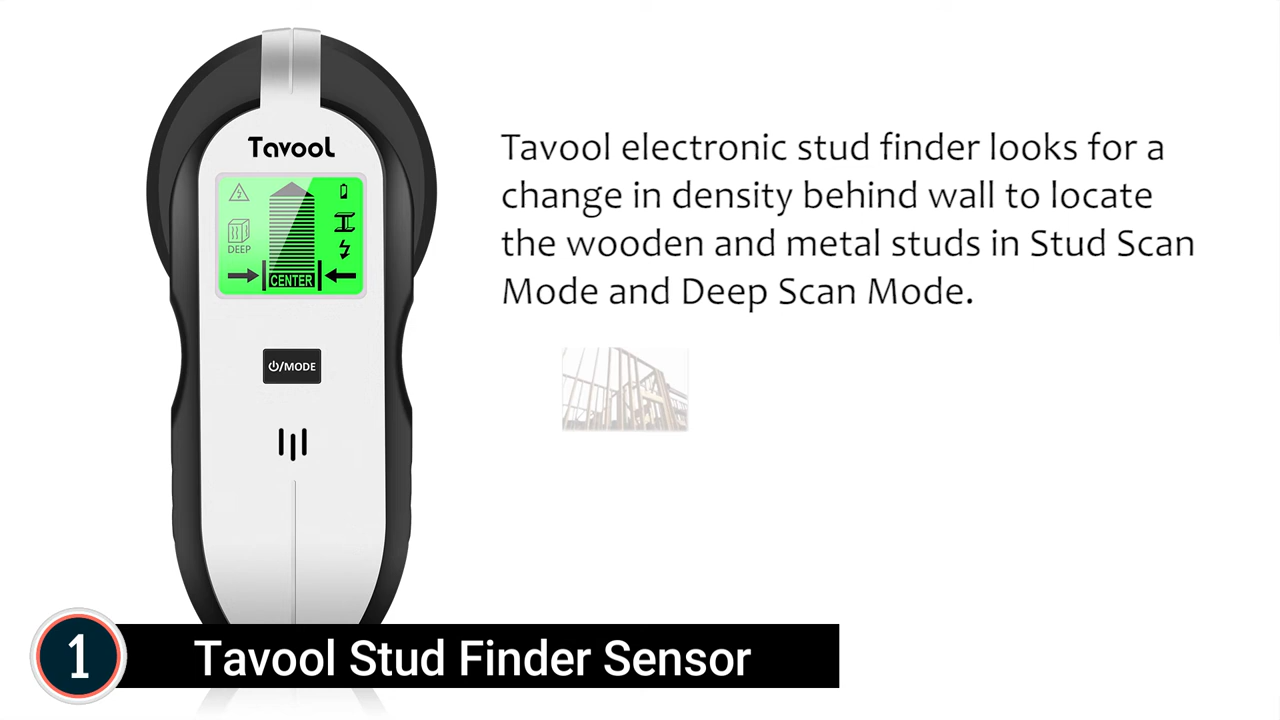 Tavool
DEEP
CENTER
/MODE
Tavool electronic stud finder looks for a
change in density behind wall to locate
the wooden and metal studs in Stud Scan
Mode and Deep Scan Mode.
1
Tavool Stud Finder Sensor